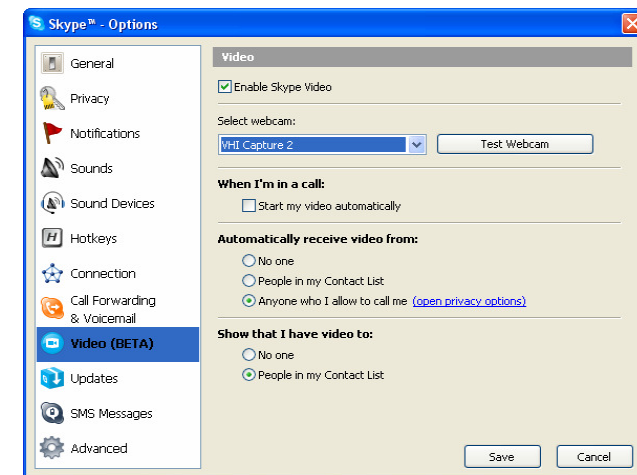 Skype™ - Options
General
Privacy
Notifications
Sounds
Sound Devices
Hotkeys
Connection
Call Forwarding
& Voicemail
Video (BETA)
Updates
SMS Messages
Advanced
Video
Enable Skype Video
Select webcam:
VHI Capture 2
Test Webcam
When I'm in a call:
Start my video automatically
Automatically receive video from:
No one
People in my Contact List
Anyone who I allow to call me (open privacy options)
Show that I have video to:
No one
People in my Contact List
Save
Cancel